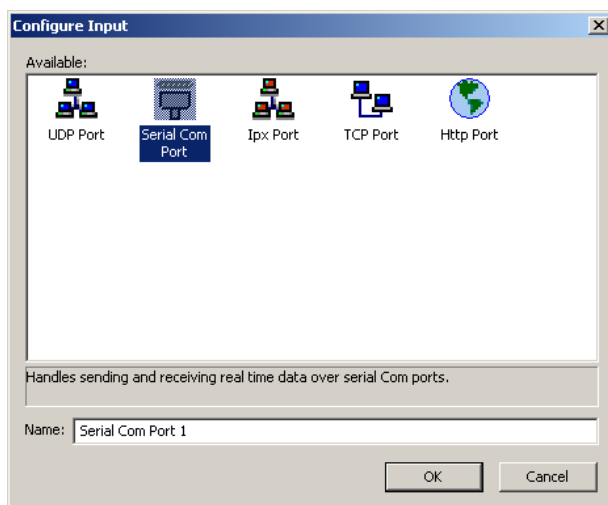 Configure Input
Available:
UDP Port
Serial Com
Port
Ipx Port
TCP Port
Http Port
Handles sending and receiving real time data over serial Com ports.
Name: Serial Com Port 1
OK
Cancel